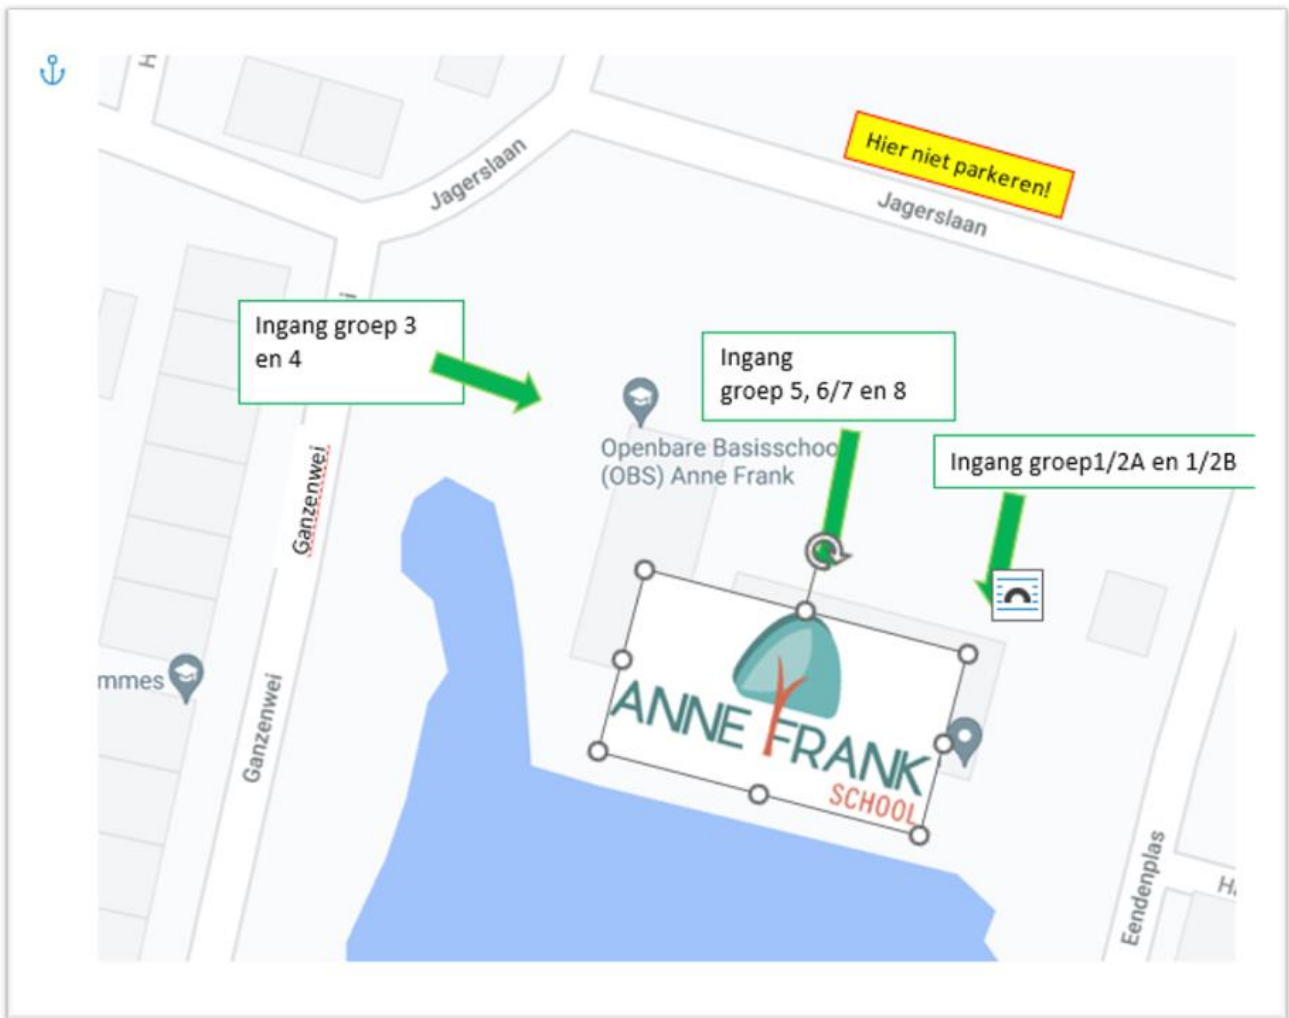 H
Jagerslaan
Hier niet parkeren!
Jagerslaan
Ingang groep 3
en 4
Ingang
groep 5, 6/7 en 8
Openbare Basisschoo
(OBS) Anne Frank
Ingang groep1/2A en 1/2B
Ganzenwei
mmes
Ganzenwei
ANNE FRANK
SCHOOL
Eendenplas